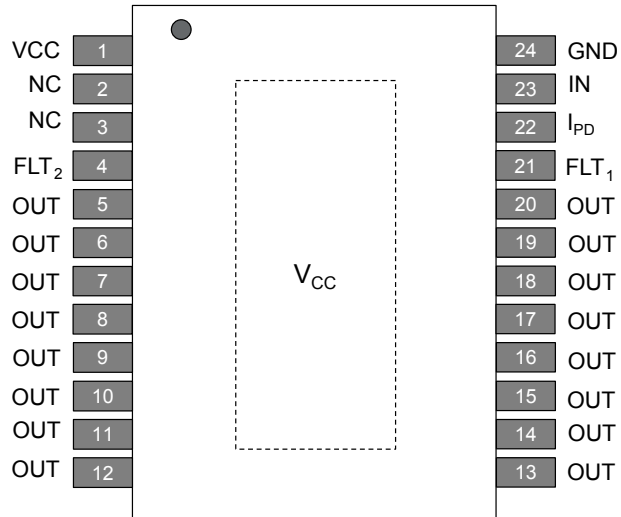 VCC 1 24 GND
NC 2 23 IN
NC 3 22 I_PD
FLT₂ 4 21 FLT₁
OUT 5 20 OUT
OUT 6 19 OUT
OUT 7 V_CC 18 OUT
OUT 8 17 OUT
OUT 9 16 OUT
OUT 10 15 OUT
OUT 11 14 OUT
OUT 12 13 OUT